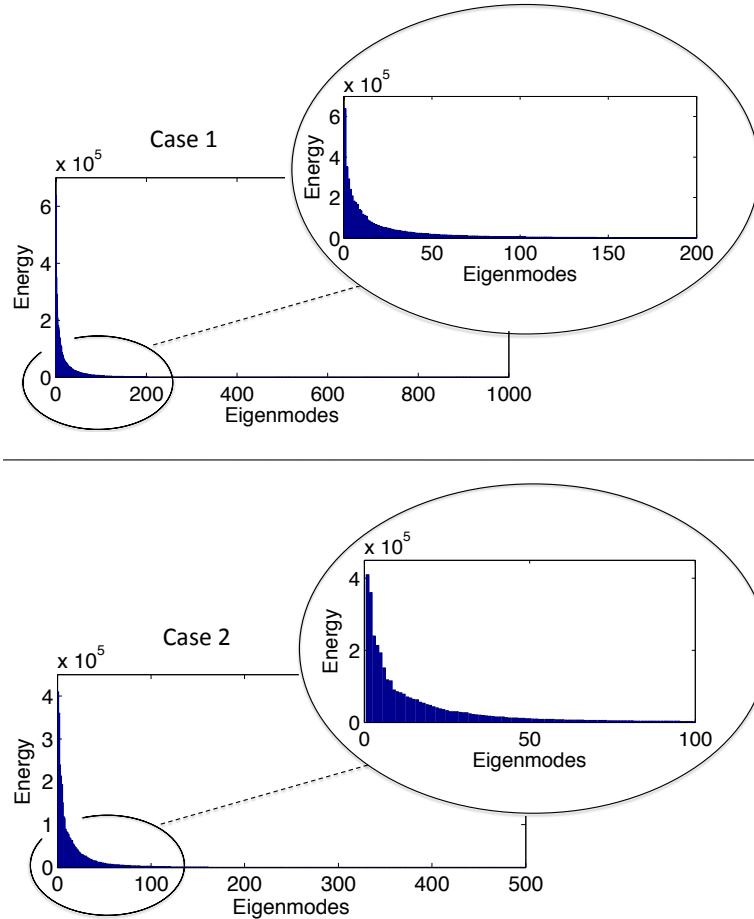 Case 1
x 10^5
6
4
2
0
Energy
0 200 400 600 800 1000
Eigenmodes
x 10^5
6
4
2
0
Energy
0 50 100 150 200
Eigenmodes
Case 2
x 10^5
4
3
2
1
0
Energy
0 100 200 300 400 500
Eigenmodes
x 10^5
4
2
0
Energy
0 50 100
Eigenmodes